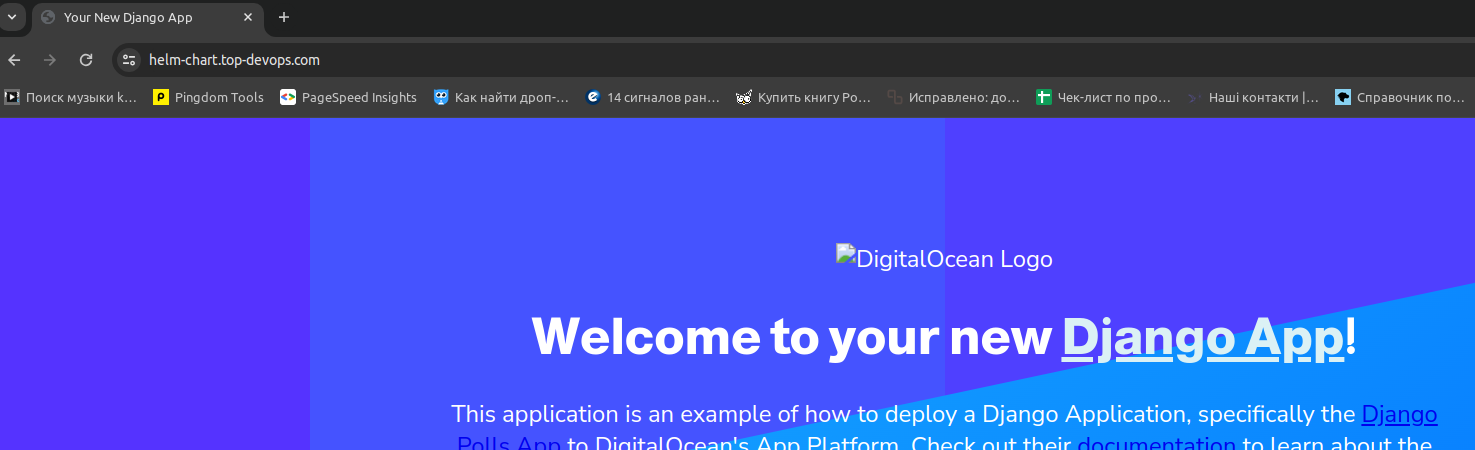 Your New Django App
helm-chart.top-devops.com
Поиск музыки k...
Pingdom Tools
PageSpeed Insights
Как найти дроп-...
14 сигналов ран...
Купить книгу Ро...
Исправлено: до...
Чек-лист по про...
Наші контакти |...
Справочник по...
DigitalOcean Logo
Welcome to your new Django App!
This application is an example of how to deploy a Django Application, specifically the Django
Polls App to DigitalOcean's App Platform. Check out their documentation to learn about the